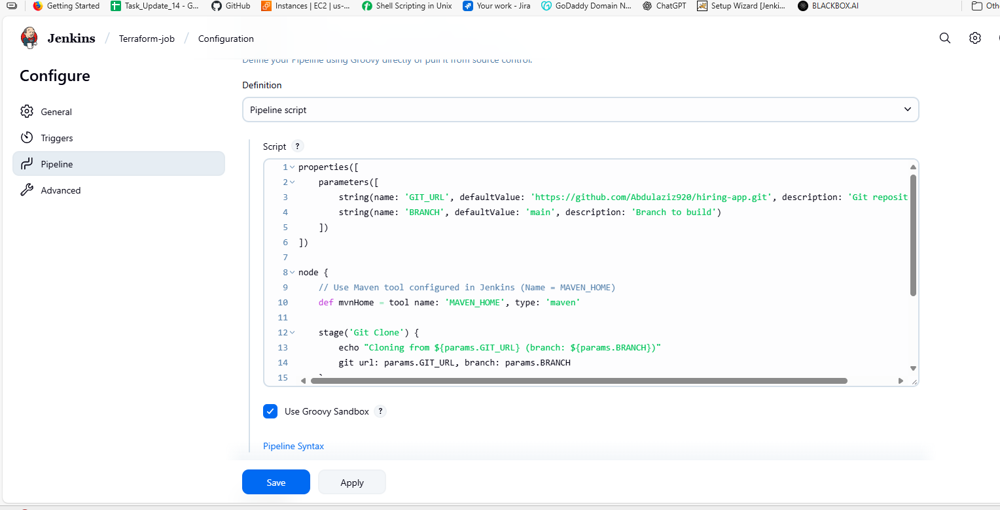 Getting Started Task_Update_14 - G... GitHub Instances | EC2 | us-... Shell Scripting in Unix Your work - Jira GoDaddy Domain N... ChatGPT Setup Wizard [Jenki... BLACKBOX.AI Oth
Jenkins / Terraform-job / Configuration
Configure
General
Triggers
Pipeline
Advanced
Define your Pipeline using Groovy directly or pull it from source control.
Definition
Pipeline script
Script ?
1 properties([
2 parameters([
3 string(name: 'GIT_URL', defaultValue: 'https://github.com/Abdulaziz920/hiring-app.git', description: 'Git reposit
4 string(name: 'BRANCH', defaultValue: 'main', description: 'Branch to build')
5 ])
6 ])
7
8 node {
9 // Use Maven tool configured in Jenkins (Name = MAVEN_HOME)
10 def mvnHome = tool name: 'MAVEN_HOME', type: 'maven'
11
12 stage('Git Clone') {
13 echo "Cloning from ${params.GIT_URL} (branch: ${params.BRANCH})"
14 git url: params.GIT_URL, branch: params.BRANCH
15
Use Groovy Sandbox ?
Pipeline Syntax
Save
Apply